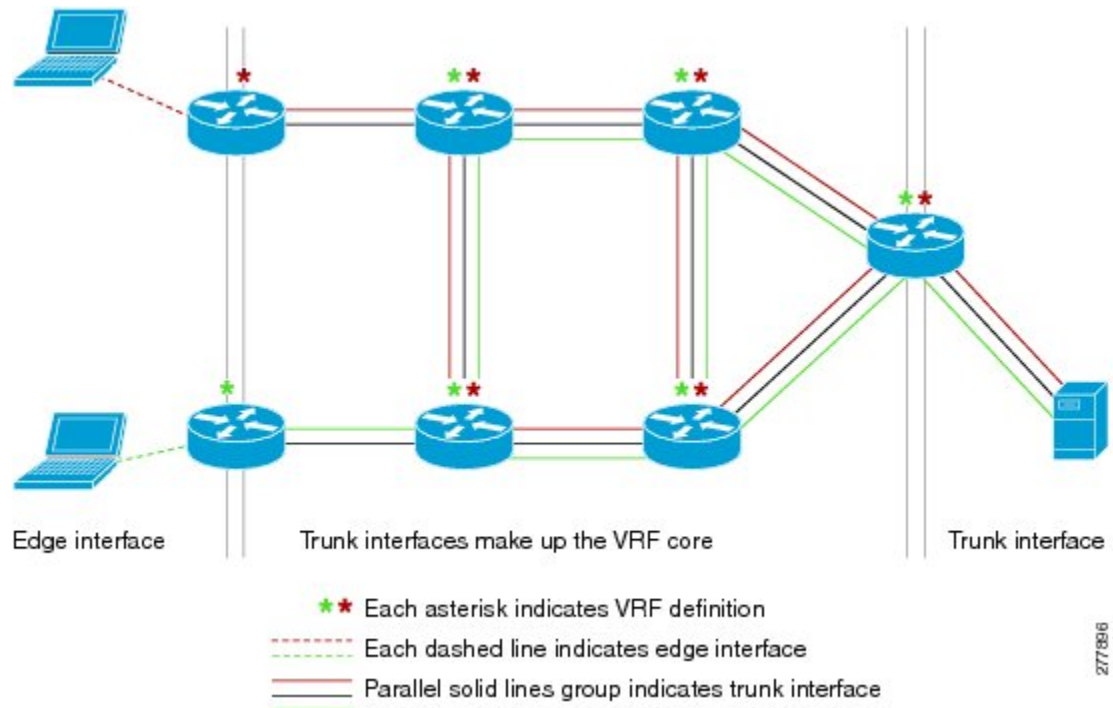 * *
* *
*
* *
*
* *
* *
Edge interface
Trunk interfaces make up the VRF core
Trunk interface
** Each asterisk indicates VRF definition
Each dashed line indicates edge interface
Parallel solid lines group indicates trunk interface
277896